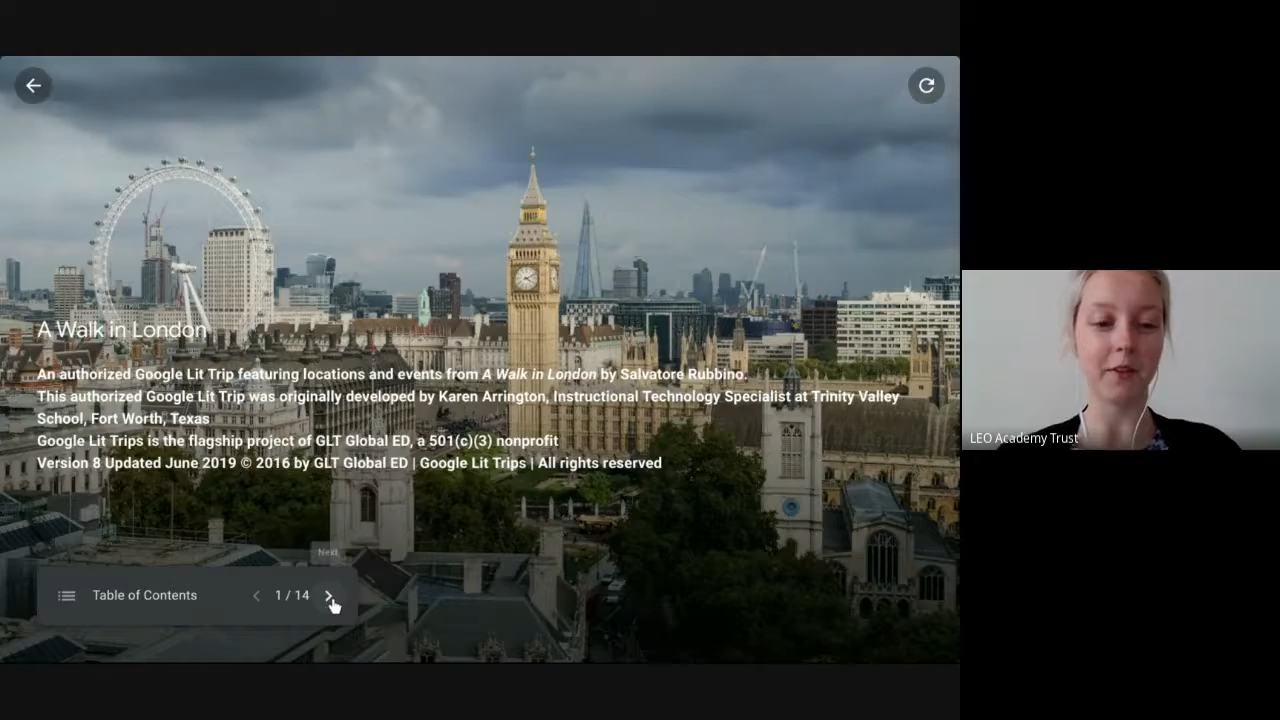 A Walk in London
An authorized Google Lit Trip featuring locations and events from A Walk in London by Salvatore Rubbino.
This authorized Google Lit Trip was originally developed by Karen Arrington, Instructional Technology Specialist at Trinity Valley
School, Fort Worth, Texas
Google Lit Trips is the flagship project of GLT Global ED, a 501(c)(3) nonprofit
Version 8 Updated June 2019 © 2016 by GLT Global ED | Google Lit Trips | All rights reserved
Next
Table of Contents 1 / 14
LEO Academy Trust